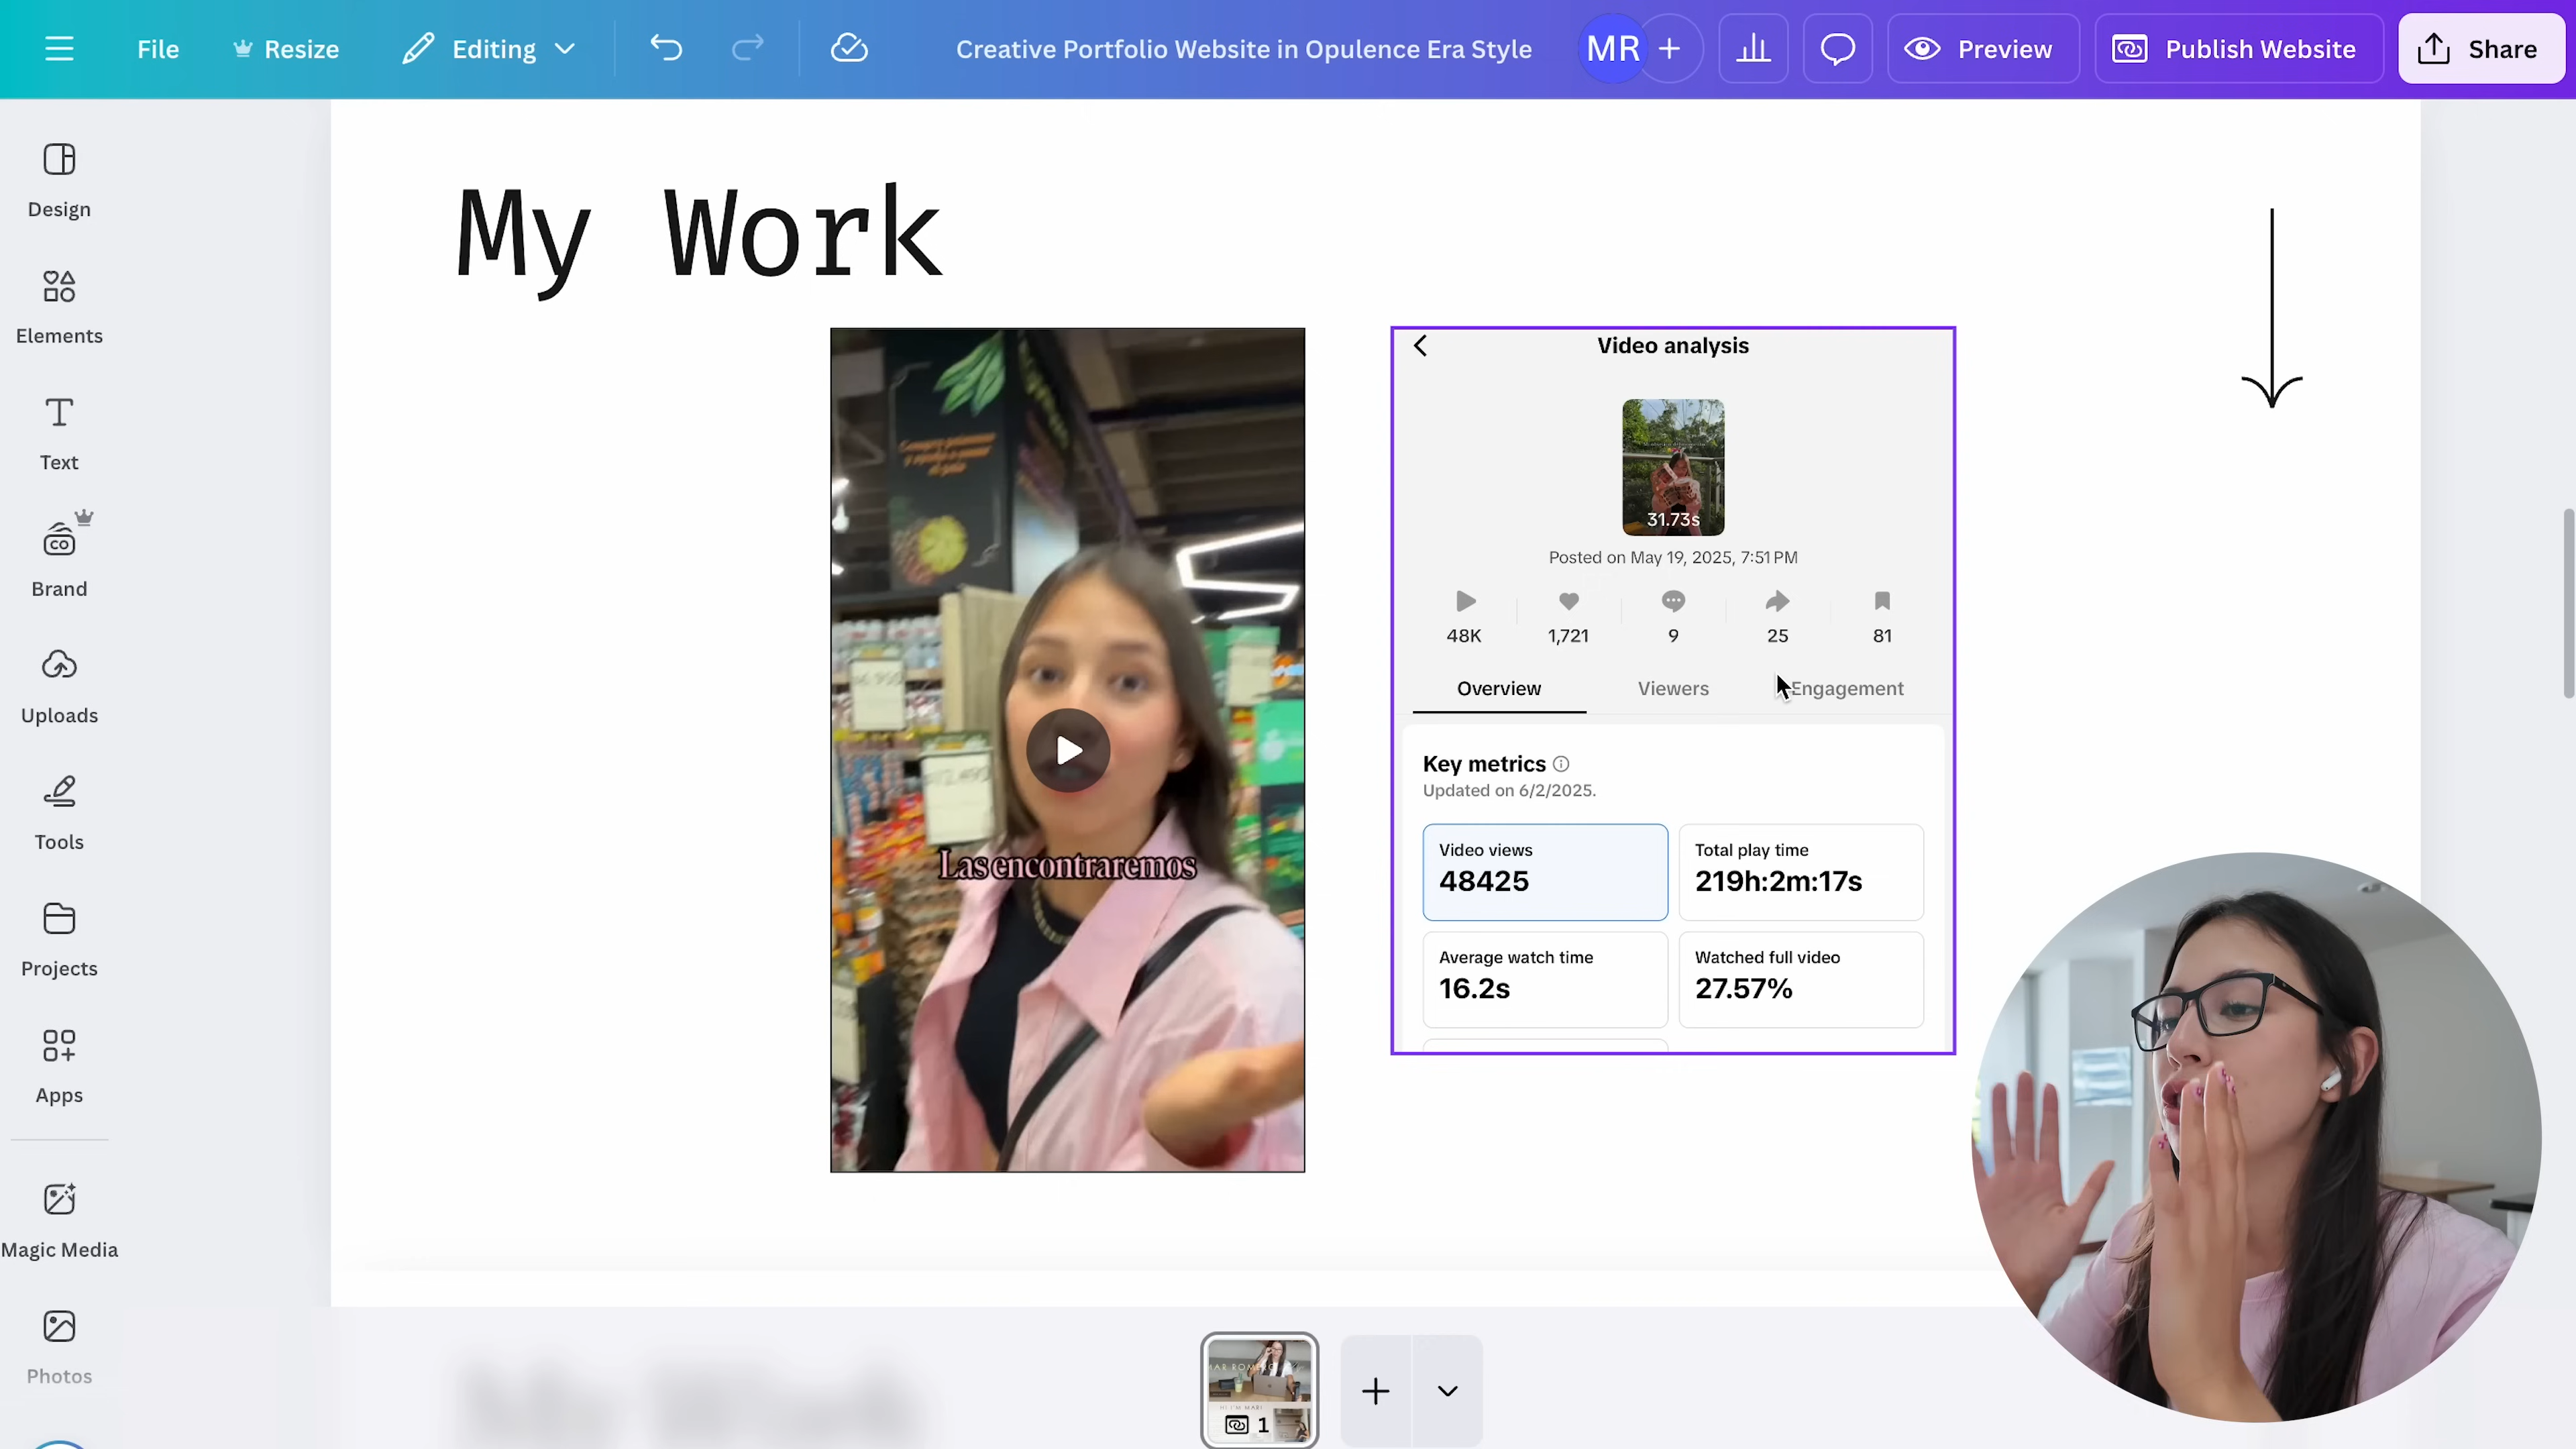 File
Resize
Editing
Creative Portfolio Website in Opulence Era Style
MR
Preview
Publish Website
Share
Design
Elements
Text
CO
Brand
Uploads
Tools
Projects
Apps
Magic Media
Photos
My Work
Las encontraremos
Video analysis
31.73s
Posted on May 19, 2025, 7:51 PM
48K 1,721 9 25 81
Overview Viewers Engagement
Key metrics
Updated on 6/2/2025.
Video views
48425
Total play time
219h:2m:17s
Average watch time
16.2s
Watched full video
27.57%
1